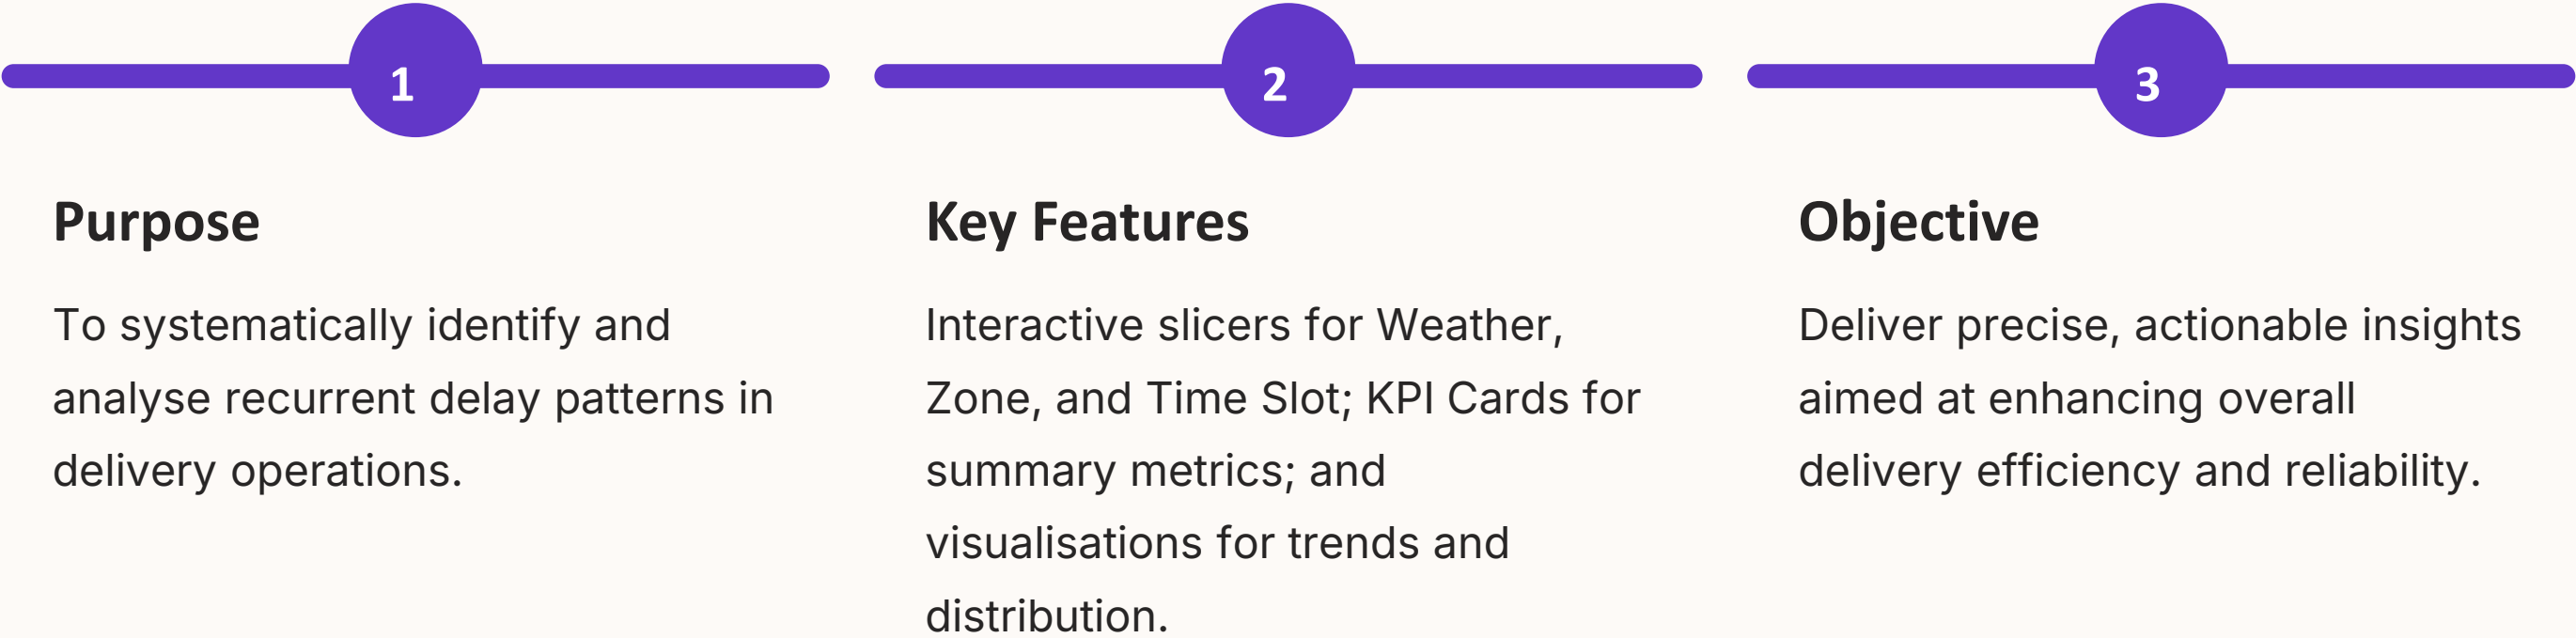 1
Purpose
To systematically identify and
analyse recurrent delay patterns in
delivery operations.
2
Key Features
Interactive slicers for Weather,
Zone, and Time Slot; KPI Cards for
summary metrics; and
visualisations for trends and
distribution.
3
Objective
Deliver precise, actionable insights
aimed at enhancing overall
delivery efficiency and reliability.